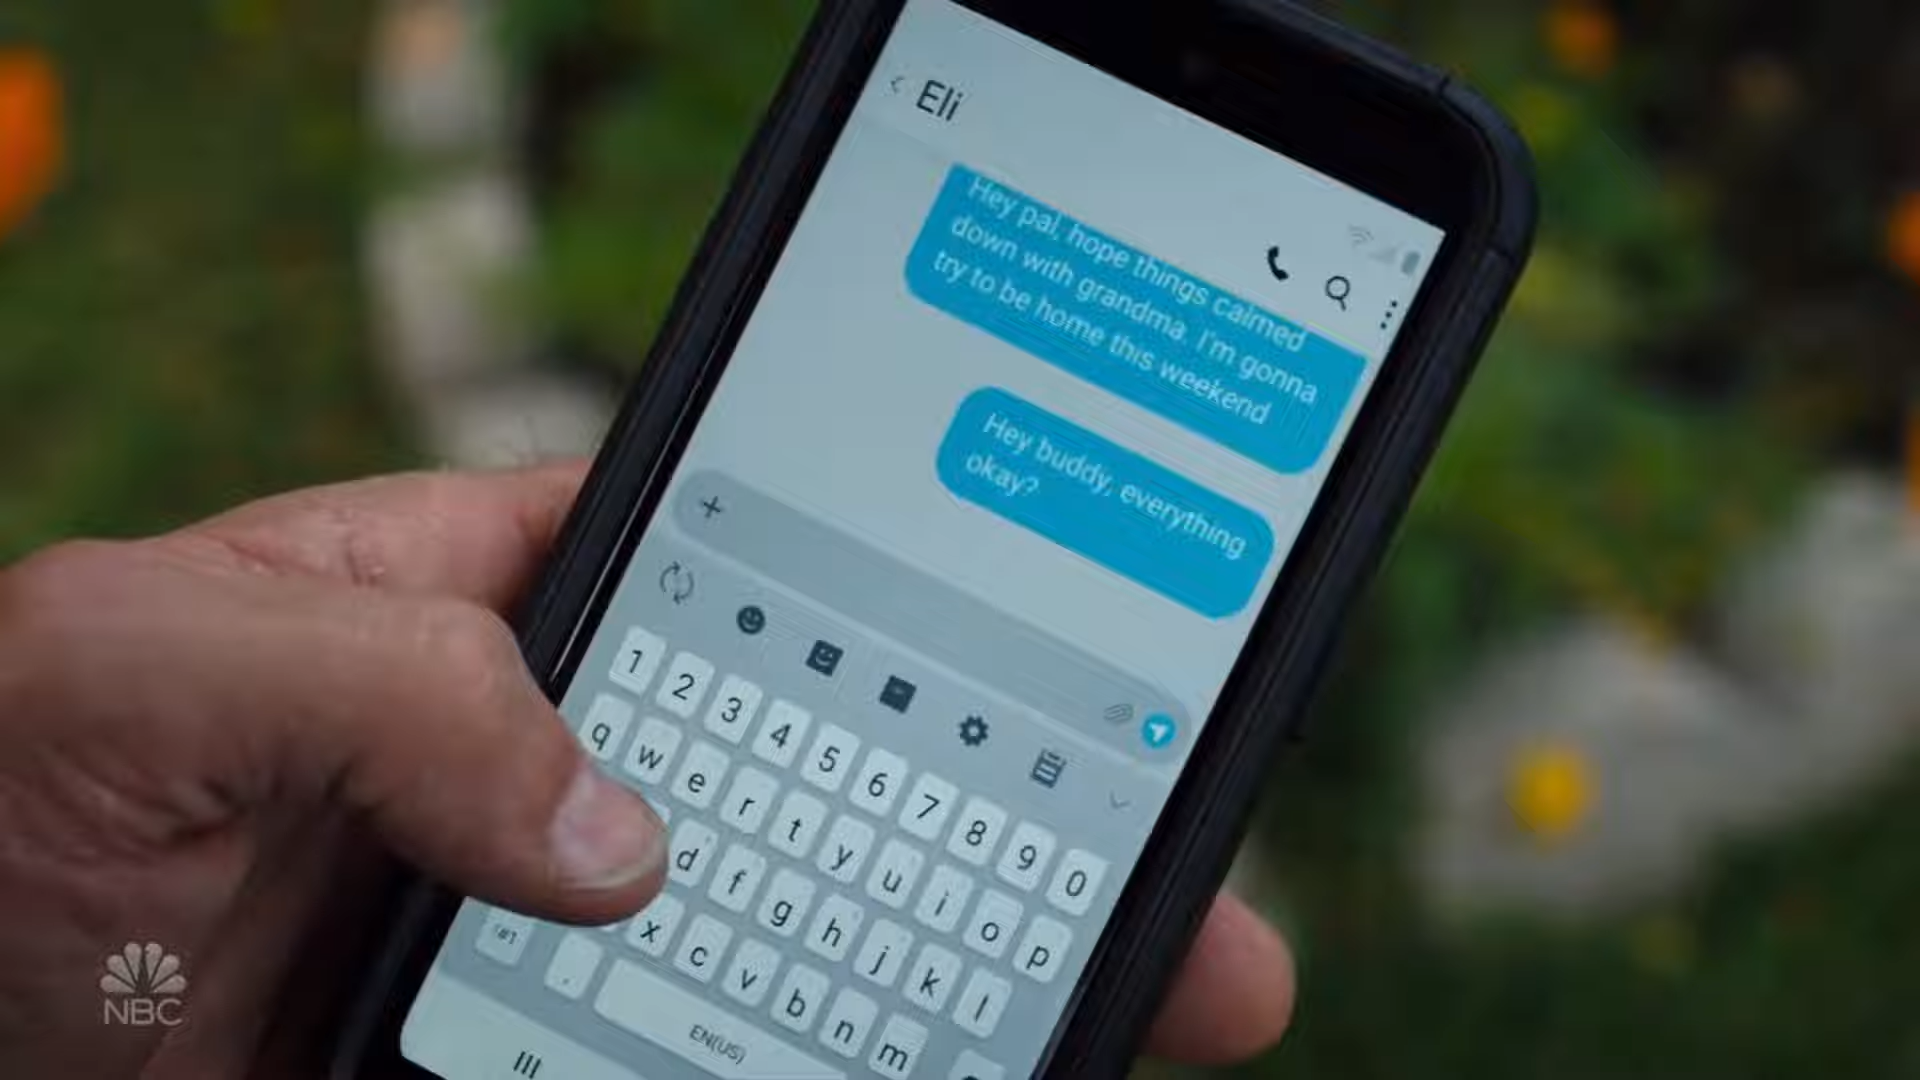 Eli
Hey pal, hope things calmed
down with grandma. I'm gonna
try to be home this weekend
Hey buddy, everything
okay?
1 2 3 4 5 6 7 8 9 0
q w e r t y u i o p
d f g h j k l
!#1 x c v b n m
. EN(US)
NBC